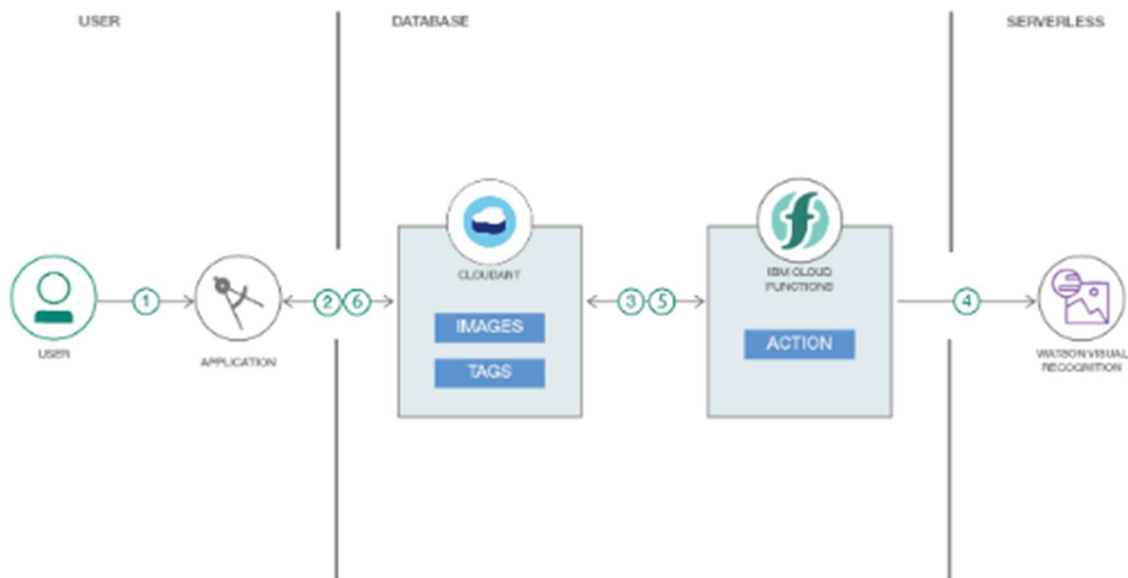 USER
DATABASE
SERVERLESS
CLOUDANT
IBM CLOUD
FUNCTIONS
1
2
6
IMAGES
3
5
ACTION
4
USER
APPLICATION
TAGS
WATSON VISUAL
RECOGNITION